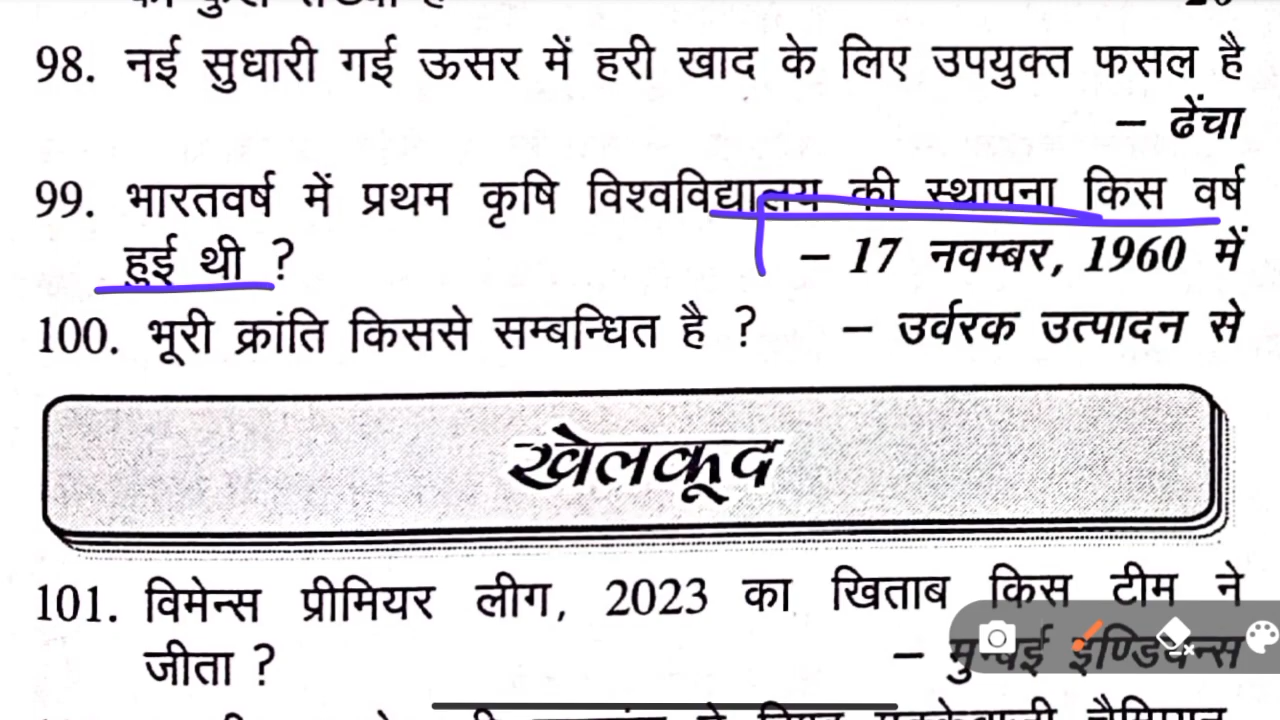 98. नई सुधारी गई ऊसर में हरी खाद के लिए उपयुक्त फसल है
– ढेंचा
99. भारतवर्ष में प्रथम कृषि विश्वविद्यालय की स्थापना किस वर्ष
हुई थी ? – 17 नवम्बर, 1960 में
100. भूरी क्रांति किससे सम्बन्धित है ? – उर्वरक उत्पादन से
खेलकूद
101. विमेन्स प्रीमियर लीग, 2023 का खिताब किस टीम ने
जीता ? – मुम्बई इण्डियन्स